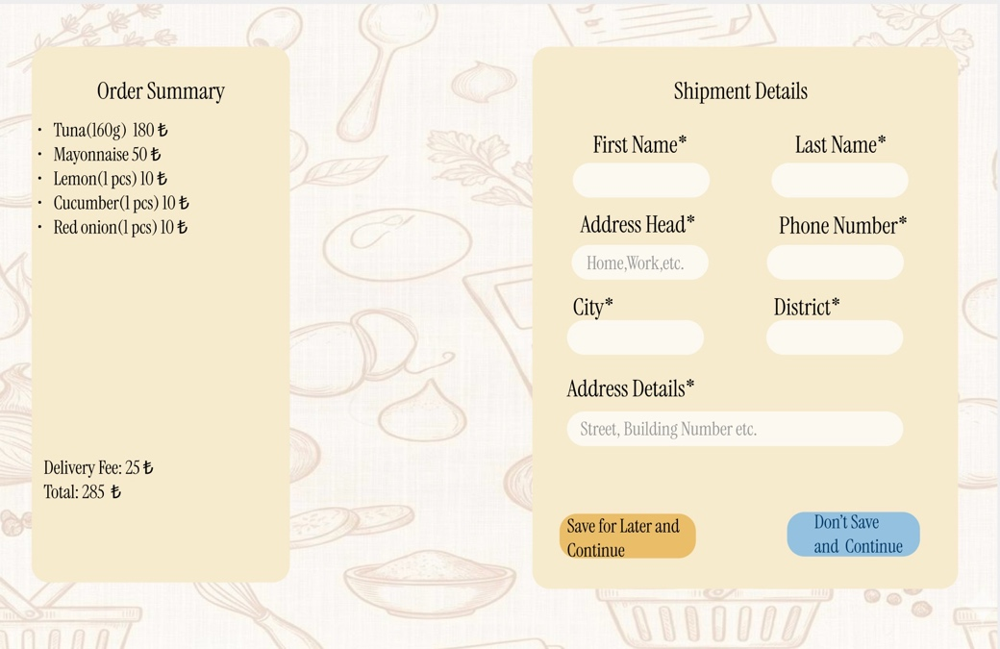 Order Summary
• Tuna(160g) 180 ₺
• Mayonnaise 50 ₺
• Lemon(1 pcs) 10 ₺
• Cucumber(1 pcs) 10 ₺
• Red onion(1 pcs) 10 ₺
Delivery Fee: 25 ₺
Total: 285 ₺
Shipment Details
First Name*
Last Name*
Address Head*
Phone Number*
Home,Work,etc.
City*
District*
Address Details*
Street, Building Number etc.
Save for Later and
Continue
Don't Save
and Continue